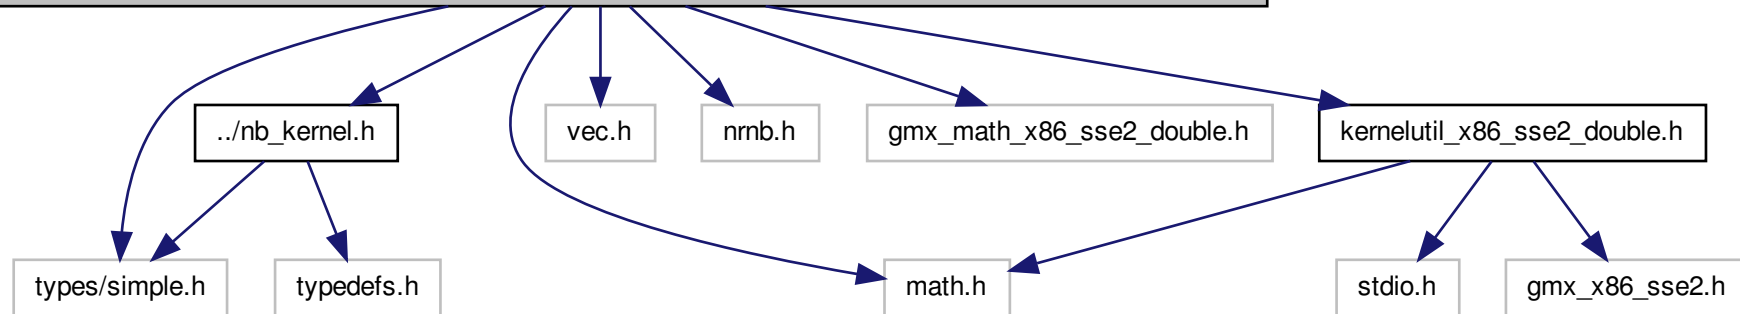 ../nb_kernel.h
vec.h
nrnb.h
gmx_math_x86_sse2_double.h
kernelutil_x86_sse2_double.h
types/simple.h
typedefs.h
math.h
stdio.h
gmx_x86_sse2.h